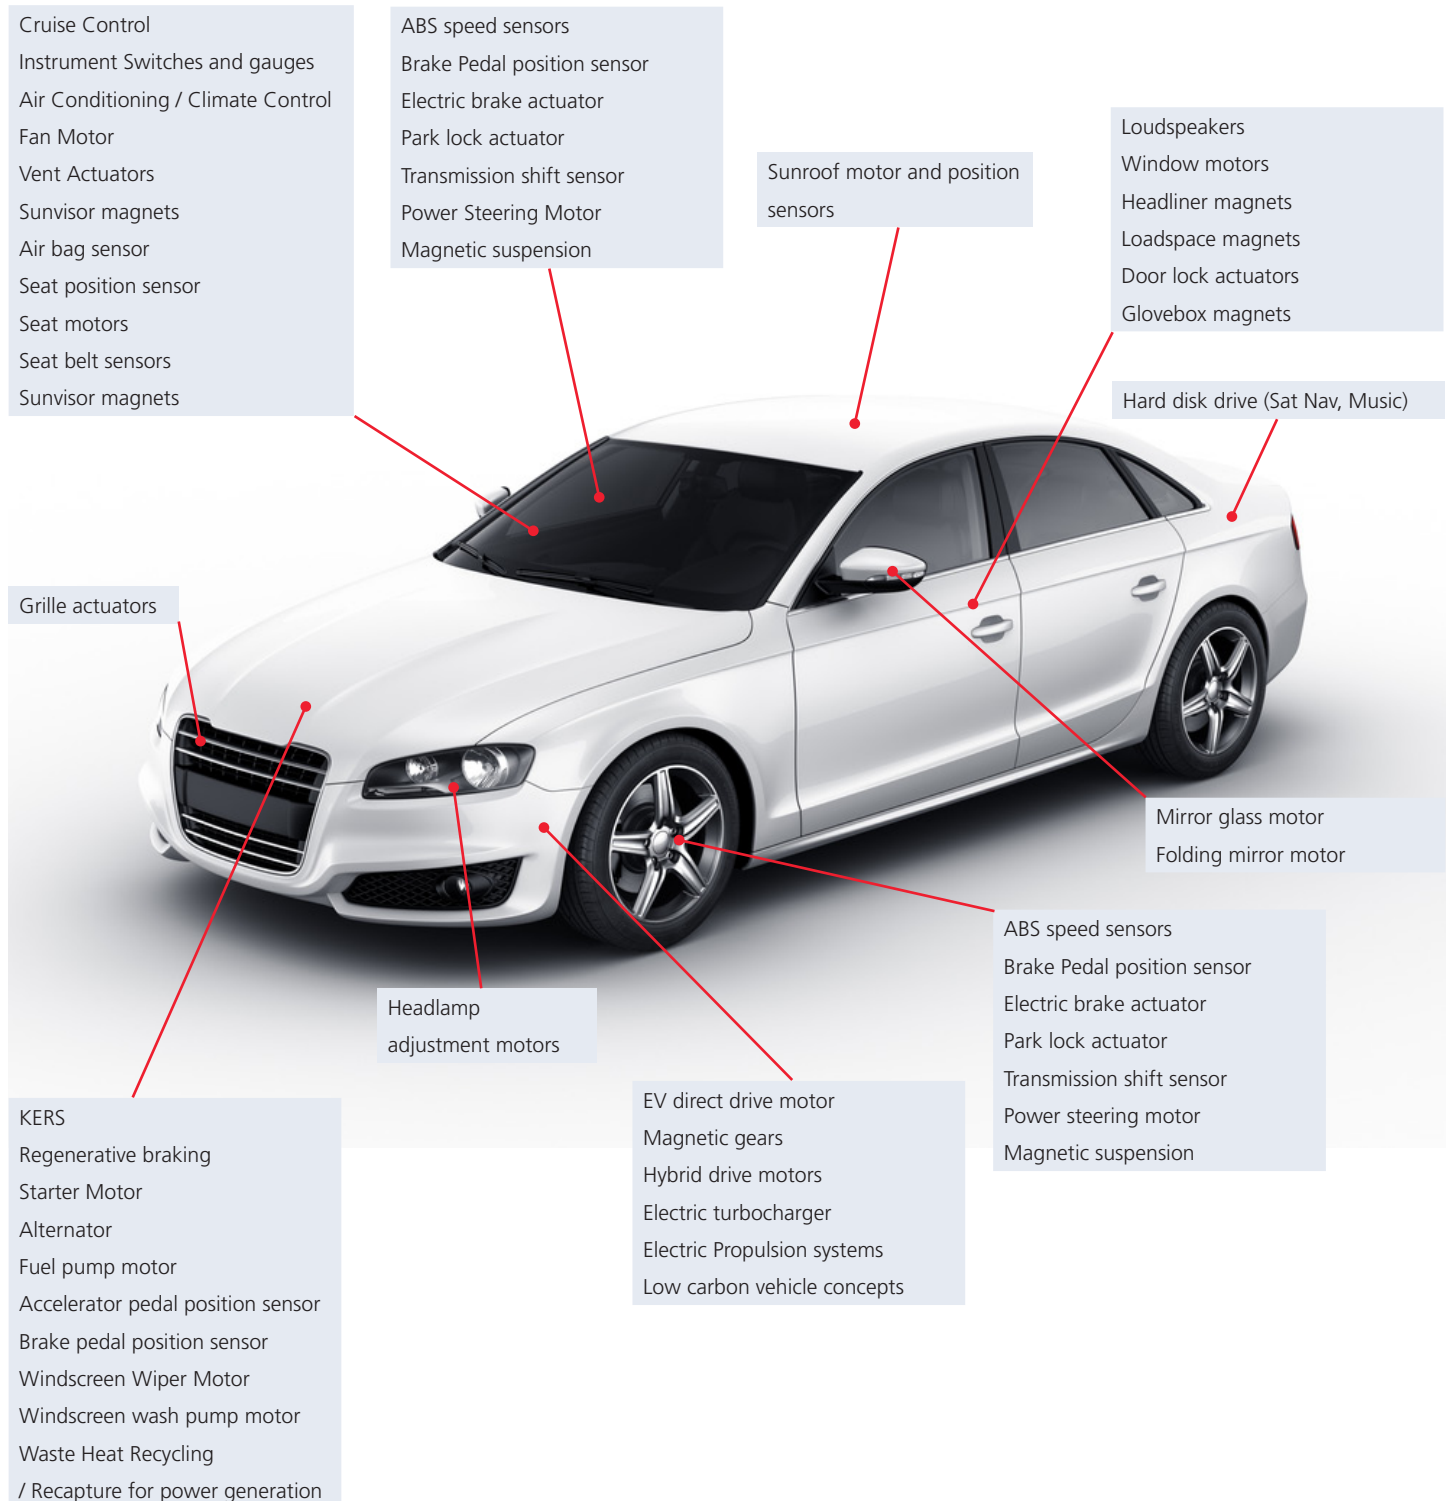 Cruise Control
Instrument Switches and gauges
Air Conditioning / Climate Control
Fan Motor
Vent Actuators
Sunvisor magnets
Air bag sensor
Seat position sensor
Seat motors
Seat belt sensors
Sunvisor magnets
ABS speed sensors
Brake Pedal position sensor
Electric brake actuator
Park lock actuator
Transmission shift sensor
Power Steering Motor
Magnetic suspension
Sunroof motor and position
sensors
Loudspeakers
Window motors
Headliner magnets
Loadspace magnets
Door lock actuators
Glovebox magnets
Hard disk drive (Sat Nav, Music)
Grille actuators
Mirror glass motor
Folding mirror motor
Headlamp
adjustment motors
ABS speed sensors
Brake Pedal position sensor
Electric brake actuator
Park lock actuator
Transmission shift sensor
Power steering motor
Magnetic suspension
EV direct drive motor
Magnetic gears
Hybrid drive motors
Electric turbocharger
Electric Propulsion systems
Low carbon vehicle concepts
KERS
Regenerative braking
Starter Motor
Alternator
Fuel pump motor
Accelerator pedal position sensor
Brake pedal position sensor
Windscreen Wiper Motor
Windscreen wash pump motor
Waste Heat Recycling
/ Recapture for power generation